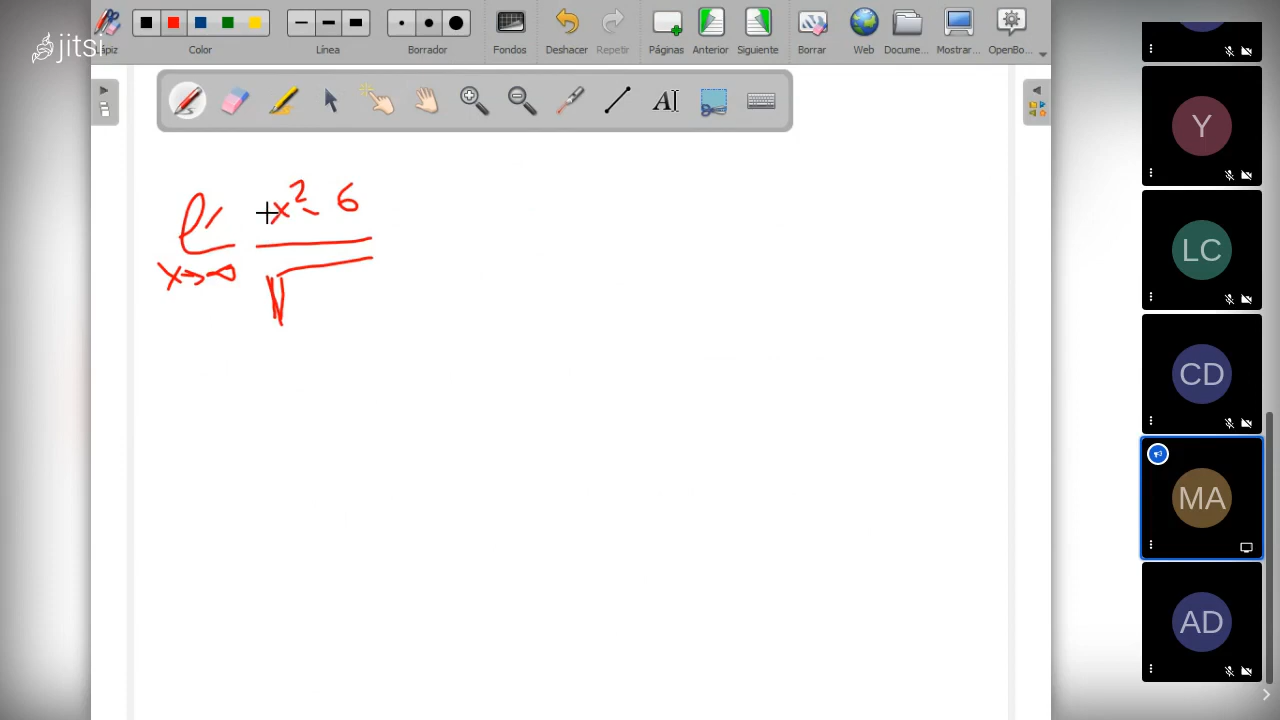 jitsi
Lápiz Color Línea Borrador Fondos Deshacer Repetir Páginas Anterior Siguiente Borrar Web Docume... Mostrar... OpenBo...
x² - 6
x→∞
√
Y
LC
CD
MA
AD